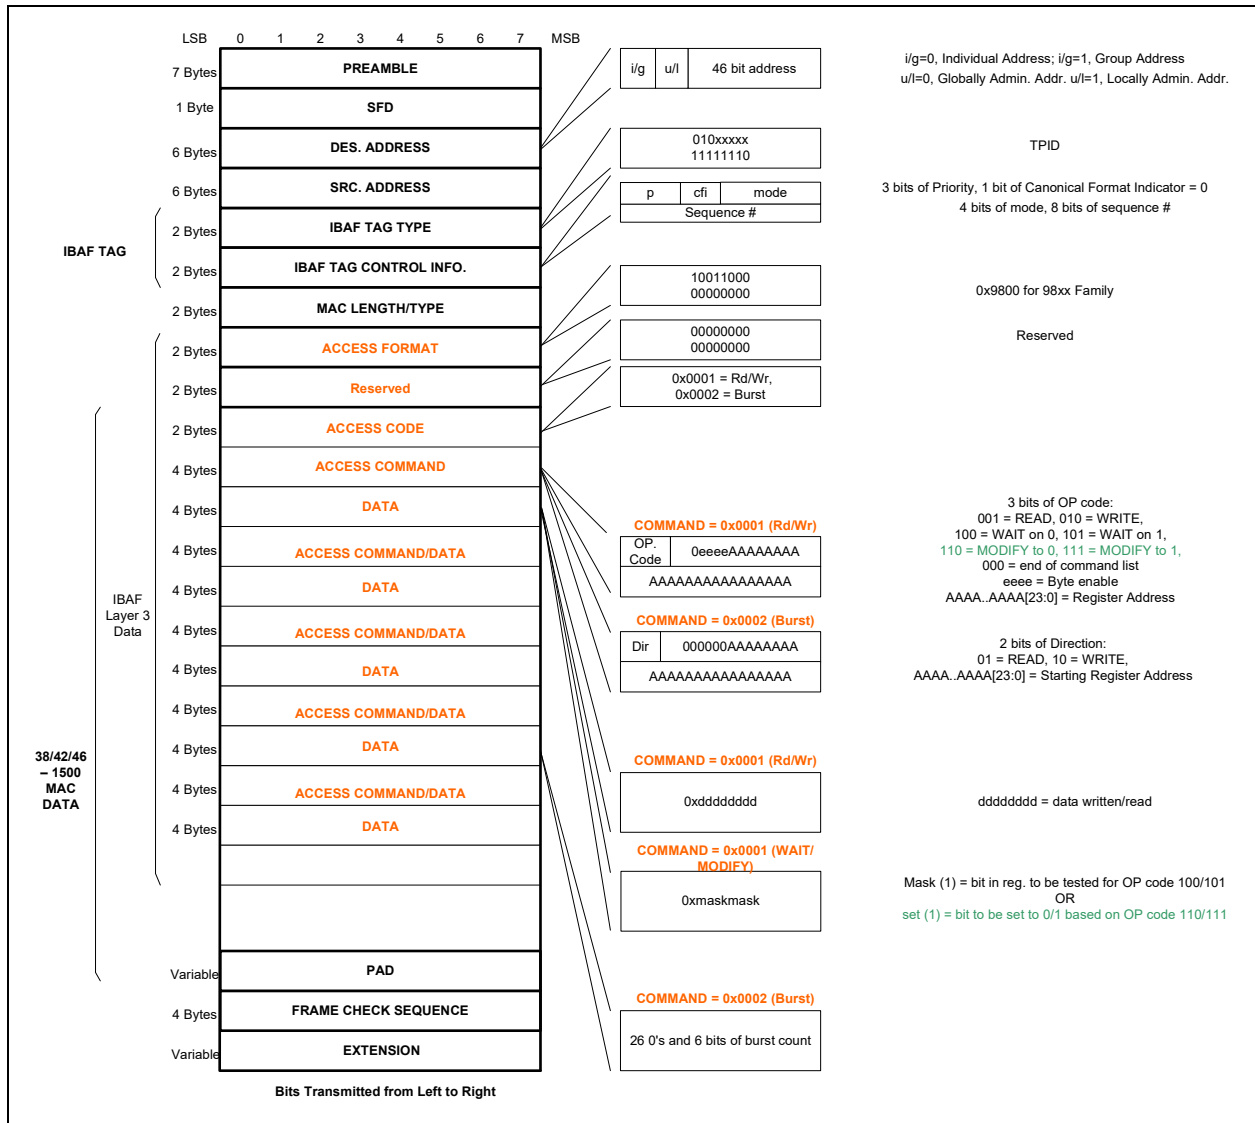 LSB 0 1 2 3 4 5 6 7 MSB
7 Bytes PREAMBLE
1 Byte SFD
6 Bytes DES. ADDRESS
6 Bytes SRC. ADDRESS
IBAF TAG
2 Bytes IBAF TAG TYPE
2 Bytes IBAF TAG CONTROL INFO.
2 Bytes MAC LENGTH/TYPE
2 Bytes ACCESS FORMAT
2 Bytes Reserved
2 Bytes ACCESS CODE
4 Bytes ACCESS COMMAND
4 Bytes DATA
4 Bytes ACCESS COMMAND/DATA
4 Bytes DATA
IBAF
Layer 3
Data
4 Bytes ACCESS COMMAND/DATA
4 Bytes DATA
4 Bytes ACCESS COMMAND/DATA
4 Bytes DATA
38/42/46
– 1500
MAC
DATA
4 Bytes ACCESS COMMAND/DATA
4 Bytes DATA
Variable PAD
4 Bytes FRAME CHECK SEQUENCE
Variable EXTENSION
Bits Transmitted from Left to Right
i/g u/l 46 bit address
i/g=0, Individual Address; i/g=1, Group Address
u/l=0, Globally Admin. Addr. u/l=1, Locally Admin. Addr.
010xxxxx
11111110
TPID
p cfi mode
Sequence #
3 bits of Priority, 1 bit of Canonical Format Indicator = 0
4 bits of mode, 8 bits of sequence #
10011000
00000000
0x9800 for 98xx Family
00000000
00000000
Reserved
0x0001 = Rd/Wr,
0x0002 = Burst
COMMAND = 0x0001 (Rd/Wr)
OP.
Code
0eeeeAAAAAAAA
AAAAAAAAAAAAAAAA
3 bits of OP code:
001 = READ, 010 = WRITE,
100 = WAIT on 0, 101 = WAIT on 1,
110 = MODIFY to 0, 111 = MODIFY to 1,
000 = end of command list
eeee = Byte enable
AAAA..AAAA[23:0] = Register Address
COMMAND = 0x0002 (Burst)
Dir 000000AAAAAAAA
AAAAAAAAAAAAAAAA
2 bits of Direction:
01 = READ, 10 = WRITE,
AAAA..AAAA[23:0] = Starting Register Address
COMMAND = 0x0001 (Rd/Wr)
0xdddddddd
dddddddd = data written/read
COMMAND = 0x0001 (WAIT/
MODIFY)
0xmaskmask
Mask (1) = bit in reg. to be tested for OP code 100/101
OR
set (1) = bit to be set to 0/1 based on OP code 110/111
COMMAND = 0x0002 (Burst)
26 0's and 6 bits of burst count